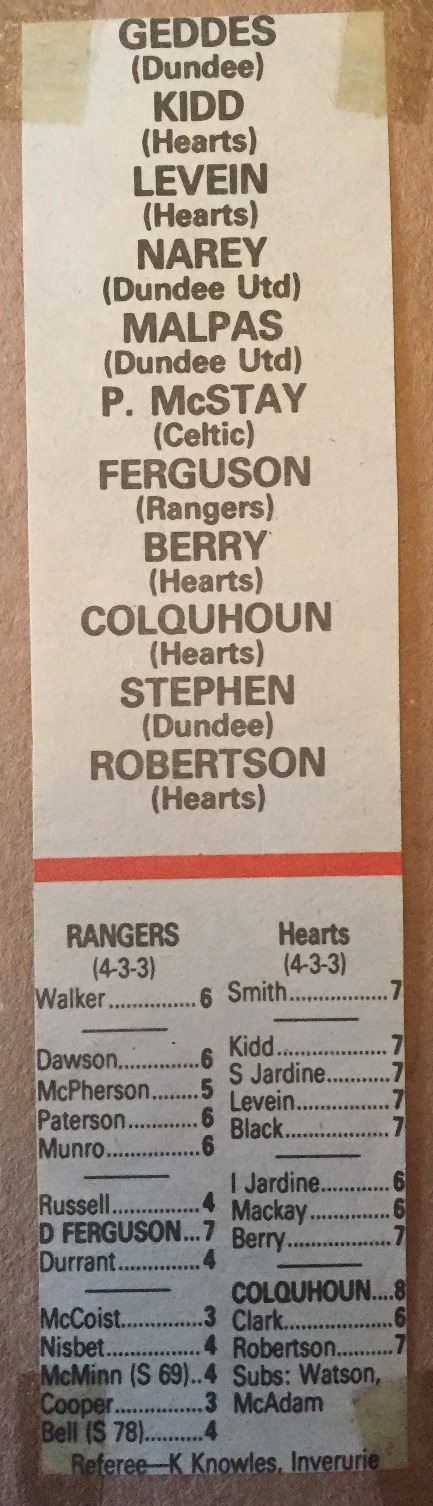 GEDDES
(Dundee)
KIDD
(Hearts)
LEVEIN
(Hearts)
NAREY
(Dundee Utd)
MALPAS
(Dundee Utd)
P. McSTAY
(Celtic)
FERGUSON
(Rangers)
BERRY
(Hearts)
COLQUHOUN
(Hearts)
STEPHEN
(Dundee)
ROBERTSON
(Hearts)
RANGERS
(4-3-3)
Walker..............6
Dawson..............6
McPherson........5
Paterson............6
Munro..............6
Russell..............4
D FERGUSON...7
Durrant..............4
McCoist..............3
Nisbet..............4
McMinn (S 69)..4
Cooper..............3
Bell (S 78)..........4
Hearts
(4-3-3)
Smith..................7
Kidd....................7
S Jardine...........7
Levein.................7
Black..................7
I Jardine............6
Mackay..............6
Berry..................7
COLQUHOUN....8
Clark..................6
Robertson..........7
Subs: Watson,
McAdam
Referee—K Knowles, Inverurie